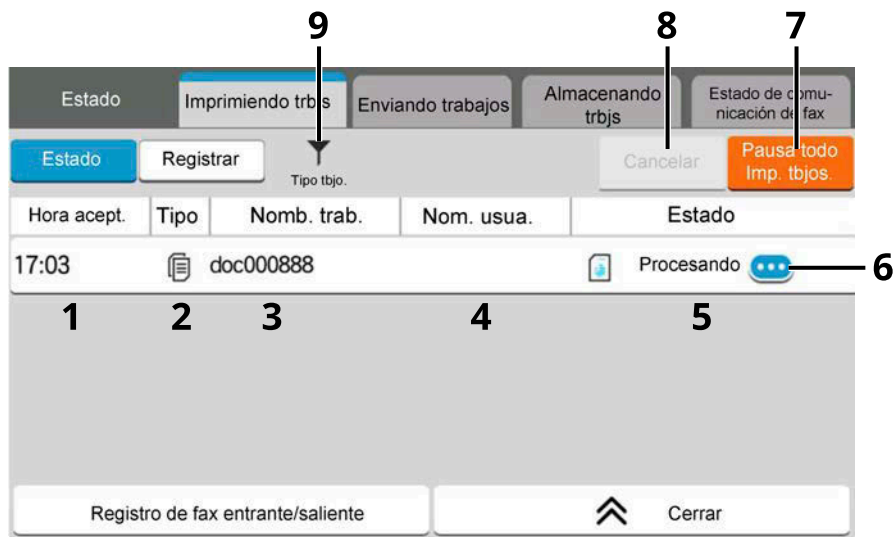 9 8 7
Estado Imprimiendo trbjs Enviando trabajos Almacenando trbjs Estado de comu-nicación de fax
Estado Registrar Tipo tbjo. Cancelar Pausa todo Imp. tbjos.
Hora acept. Tipo Nomb. trab. Nom. usua. Estado
17:03 doc000888 Procesando 6
1 2 3 4 5
Registro de fax entrante/saliente Cerrar